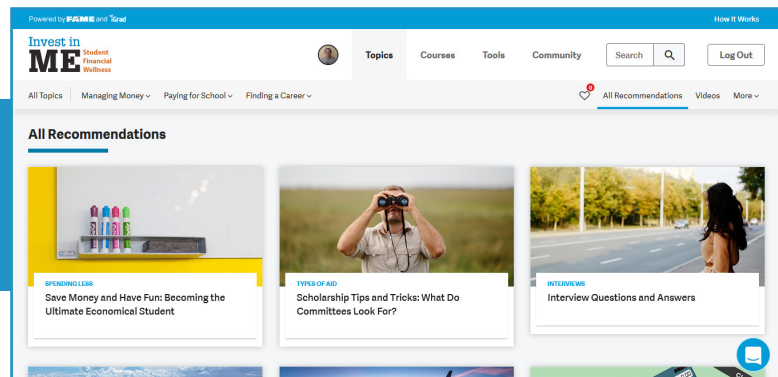 Powered by FAME and iGrad
How It Works
Invest in
ME Student
Financial
Wellness
Topics
Courses
Tools
Community
Search
Log Out
All Topics
Managing Money
Paying for School
Finding a Career
0
All Recommendations
Videos
More
All Recommendations
SPENDING LESS
Save Money and Have Fun: Becoming the
Ultimate Economical Student
TYPES OF AID
Scholarship Tips and Tricks: What Do
Committees Look For?
INTERVIEWS
Interview Questions and Answers